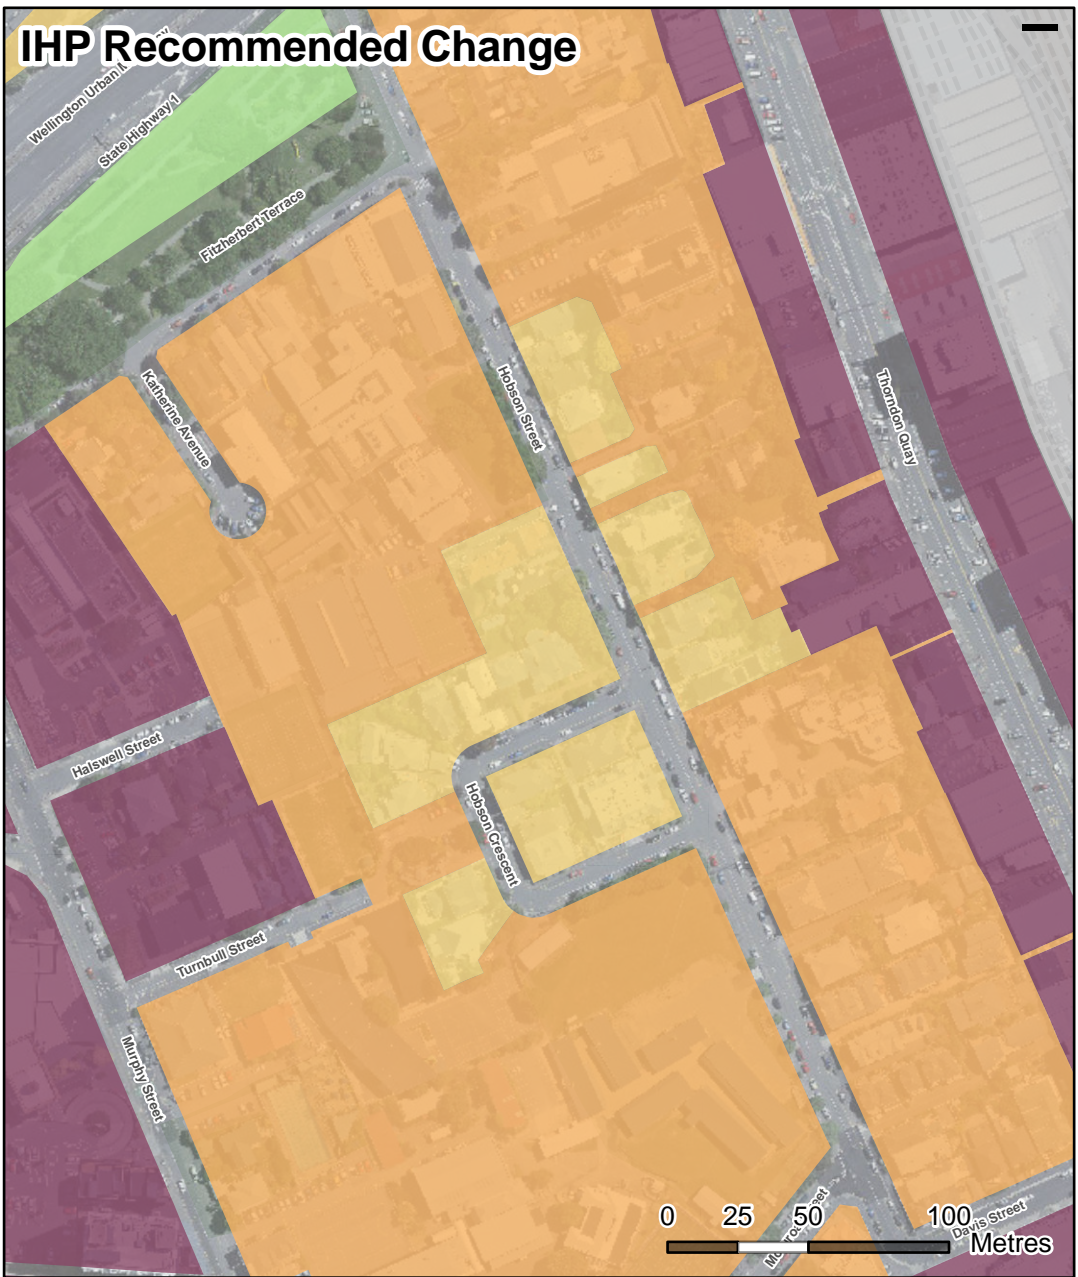 IHP Recommended Change
Wellington Urban
State Highway 1
Fitzherbert Terrace
Katherine Avenue
Hobson Street
Thorndon Quay
Halswell Street
Hobson Crescent
Turnbull Street
Murphy Street
Davis Street
0 25 50 100
Metres